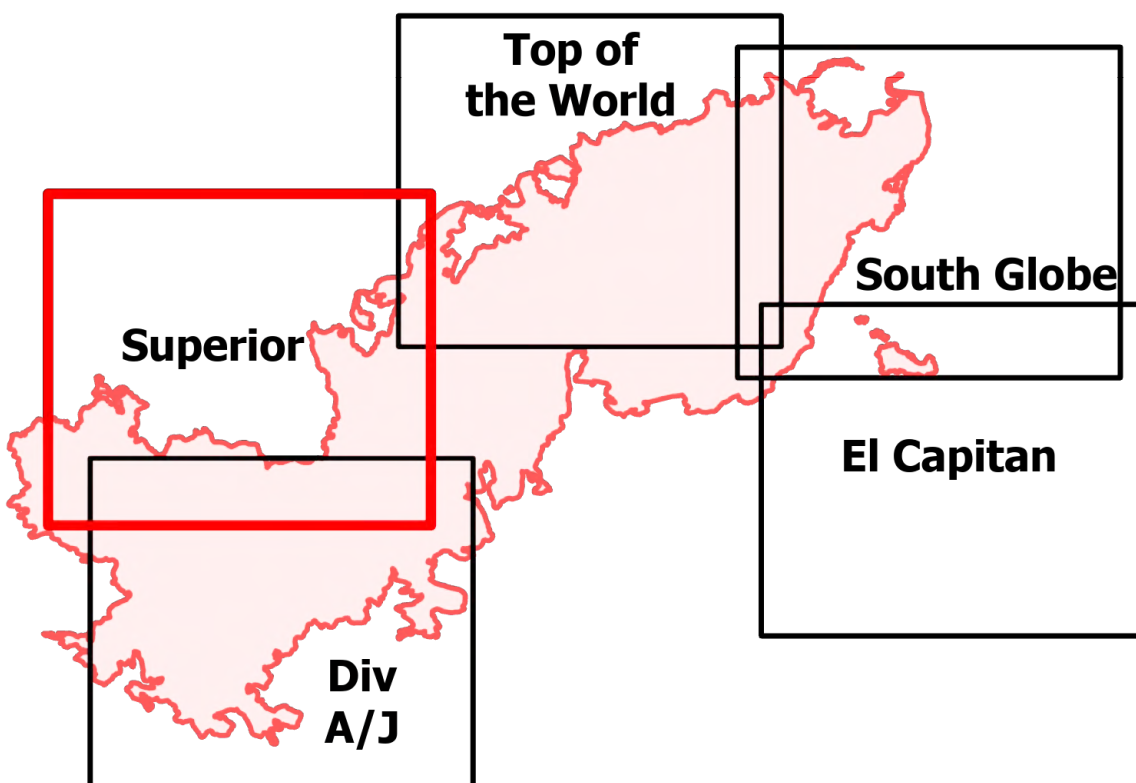 Top of
the World
South Globe
Superior
El Capitan
Div
A/J